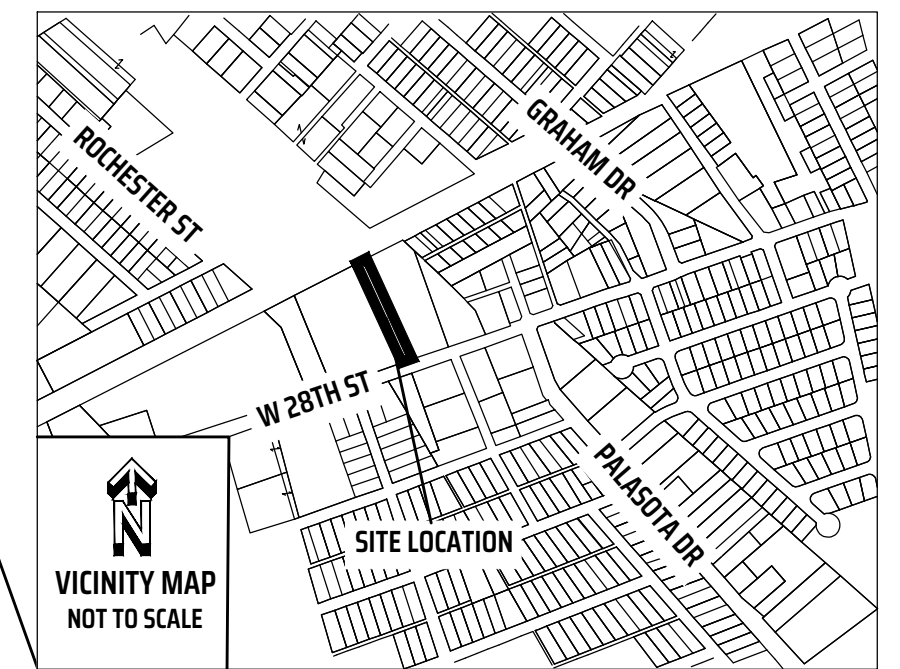 GRAHAM DR
ROCHESTER ST
W 28TH ST
PALASOTA DR
SITE LOCATION
N
VICINITY MAP
NOT TO SCALE